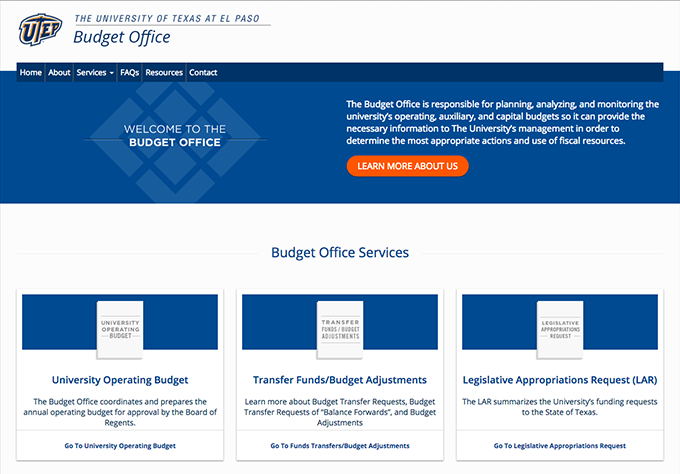 UTEP
THE UNIVERSITY OF TEXAS AT EL PASO
Budget Office
Home About Services FAQs Resources Contact
WELCOME TO THE
BUDGET OFFICE
The Budget Office is responsible for planning, analyzing, and monitoring the
university's operating, auxiliary, and capital budgets so it can provide the
necessary information to The University's management in order to
determine the most appropriate actions and use of fiscal resources.
LEARN MORE ABOUT US
Budget Office Services
UNIVERSITY
OPERATING
BUDGET
University Operating Budget
The Budget Office coordinates and prepares the
annual operating budget for approval by the Board of
Regents.
Go To University Operating Budget
TRANSFER
FUNDS / BUDGET
ADJUSTMENTS
Transfer Funds/Budget Adjustments
Learn more about Budget Transfer Requests, Budget
Transfer Requests of "Balance Forwards", and Budget
Adjustments
Go To Funds Transfers/Budget Adjustments
LEGISLATIVE
APPROPRIATIONS
REQUEST
Legislative Appropriations Request (LAR)
The LAR summarizes the University's funding requests
to the State of Texas.
Go To Legislative Appropriations Request